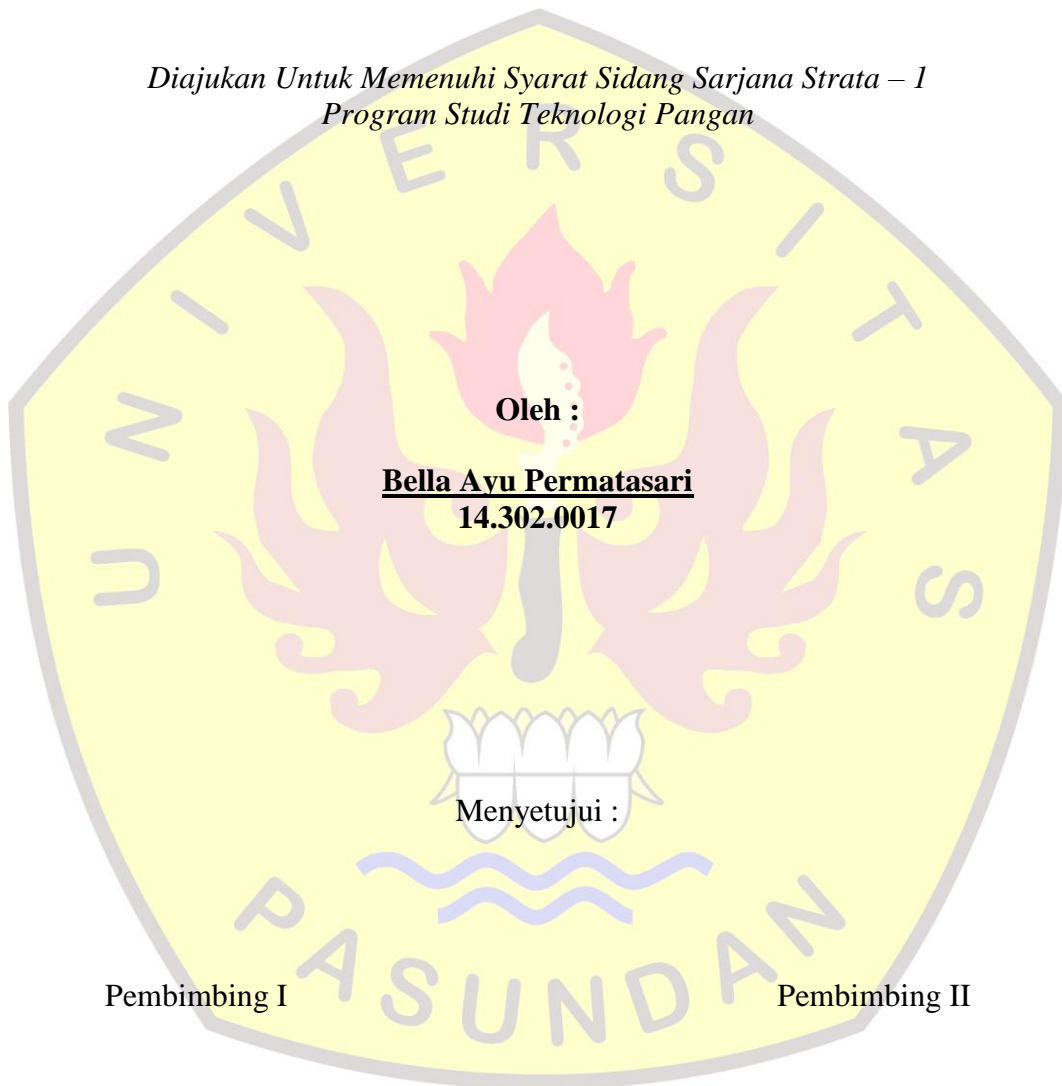 Diajukan Untuk Memenuhi Syarat Sidang Sarjana Strata – 1
Program Studi Teknologi Pangan
UNIVERSITAS
Oleh :
Bella Ayu Permatasari
14.302.0017
Menyetujui :
PASUNDAN
Pembimbing I Pembimbing II